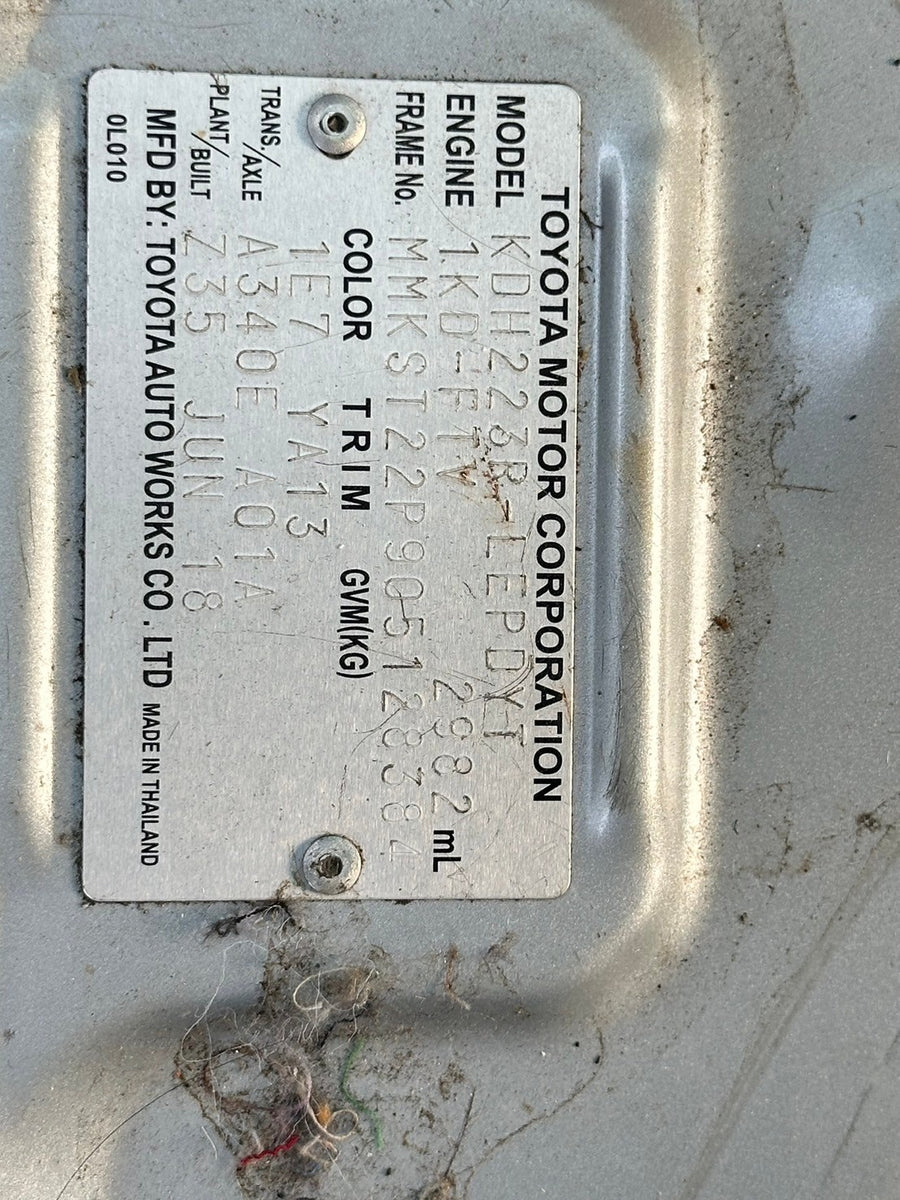 TOYOTA MOTOR CORPORATION
MODEL KDH223R-LEPDYT
ENGINE 1KD-FTV 2982 mL
FRAME No. MMKST22P905128384
COLOR TRIM GVM(KG)
1E7 YA13
TRANS./AXLE A340E A01A
PLANT/BUILT Z35 JUN 18
MFD BY: TOYOTA AUTO WORKS CO., LTD MADE IN THAILAND
0L010